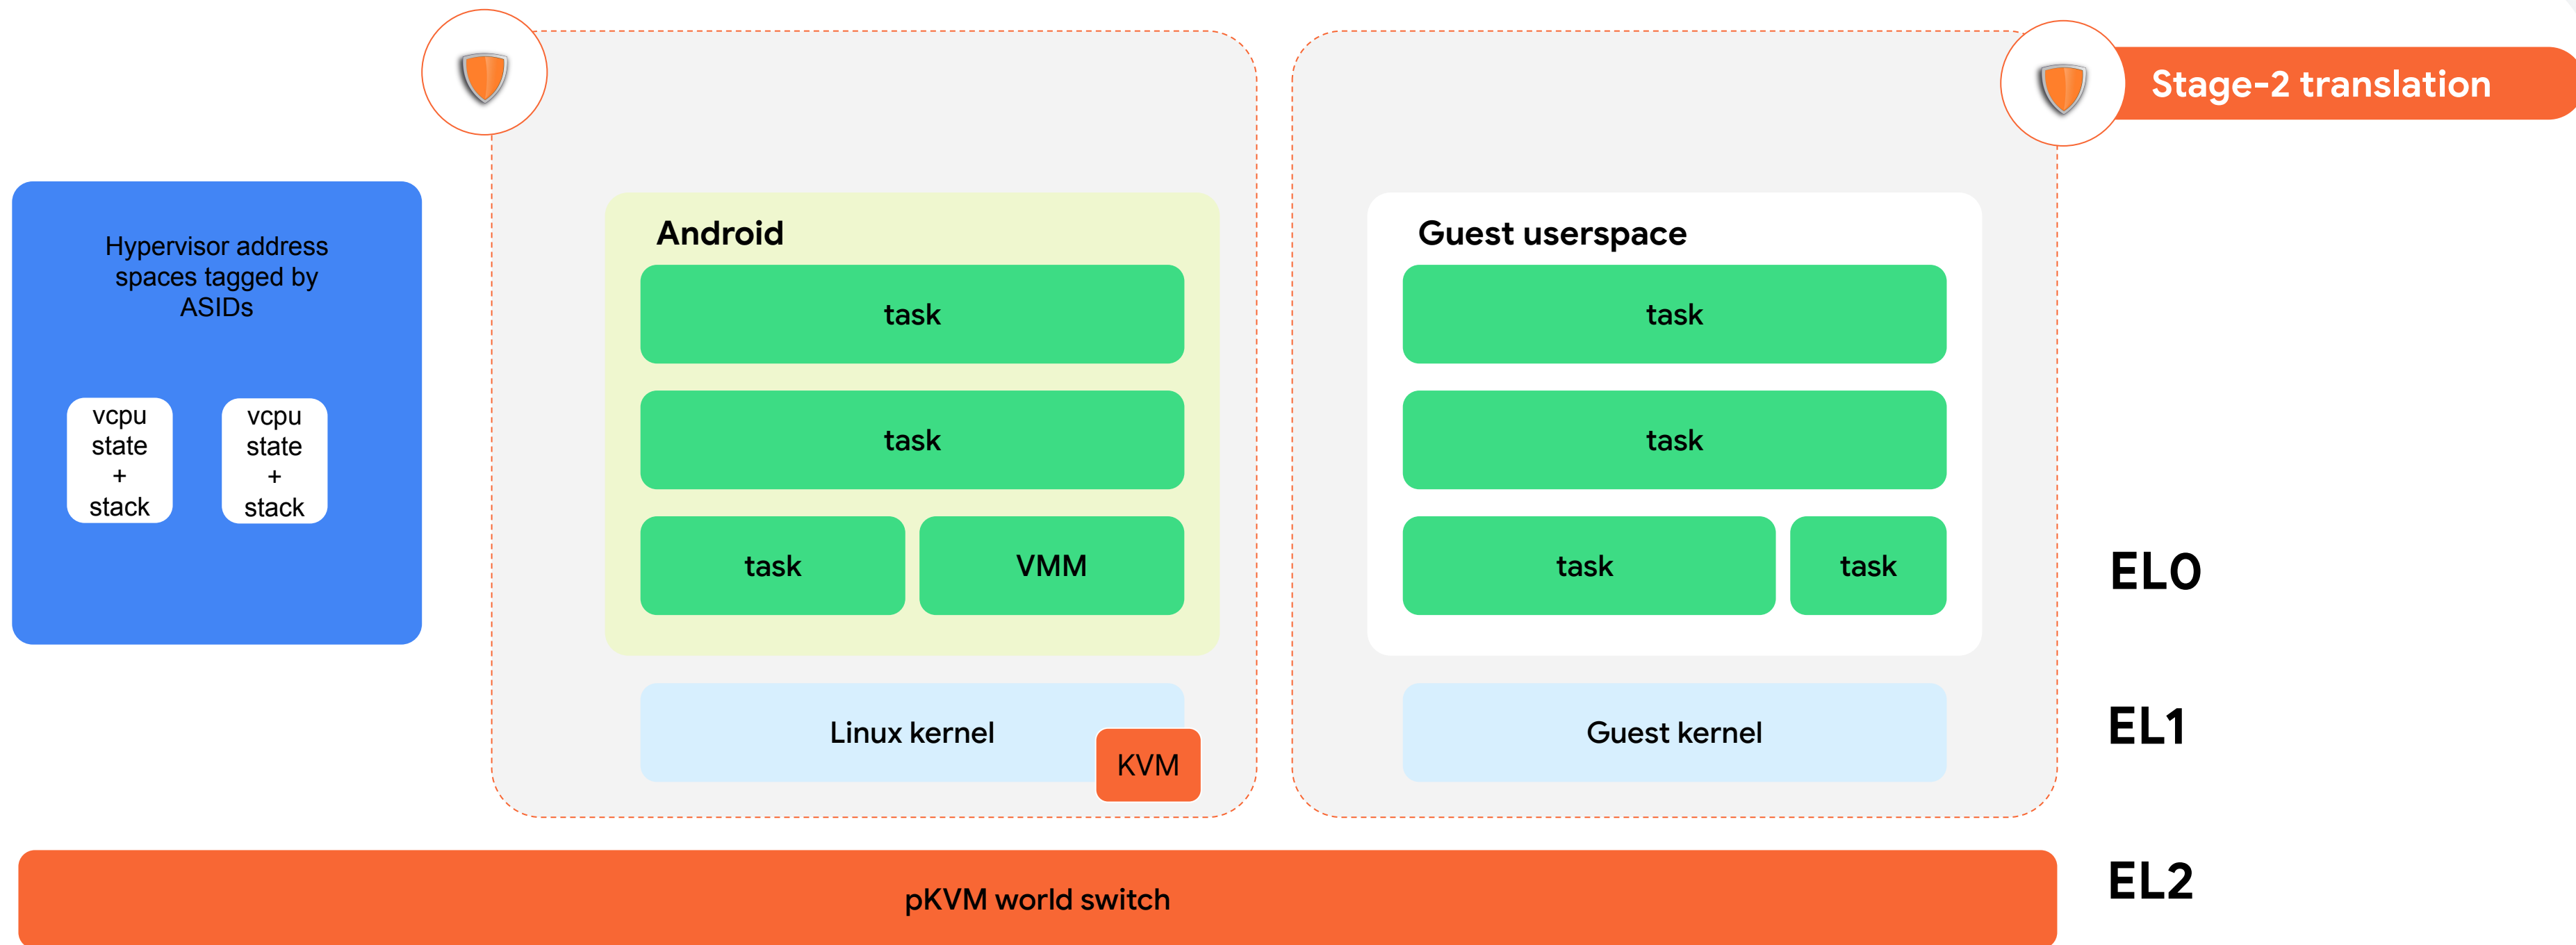 Stage-2 translation
Hypervisor address
spaces tagged by
ASIDs
vcpu
state
+
stack
vcpu
state
+
stack
Android
task
task
task
VMM
Linux kernel
KVM
Guest userspace
task
task
task
task
Guest kernel
EL0
EL1
EL2
pKVM world switch